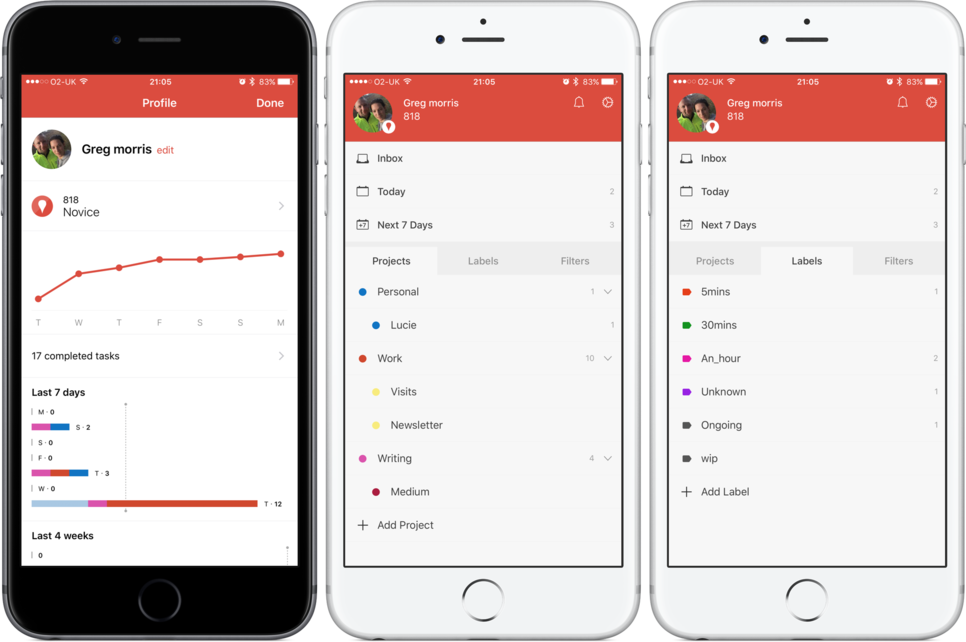 O2-UK 21:05 83%
Profile Done
Greg morris edit
818
Novice
T W T F S S M
17 completed tasks
Last 7 days
M · 0
S · 2
S · 0
F · 0
T · 3
W · 0
T · 12
Last 4 weeks
0
O2-UK 21:05 83%
Greg morris
818
Inbox
Today 2
+7 Next 7 Days 3
Projects Labels Filters
Personal 1
Lucie 1
Work 10
Visits
Newsletter
Writing 4
Medium
+ Add Project
O2-UK 21:05 83%
Greg morris
818
Inbox
Today 2
+7 Next 7 Days 3
Projects Labels Filters
5mins 1
30mins
An_hour 2
Unknown 1
Ongoing 1
wip
+ Add Label